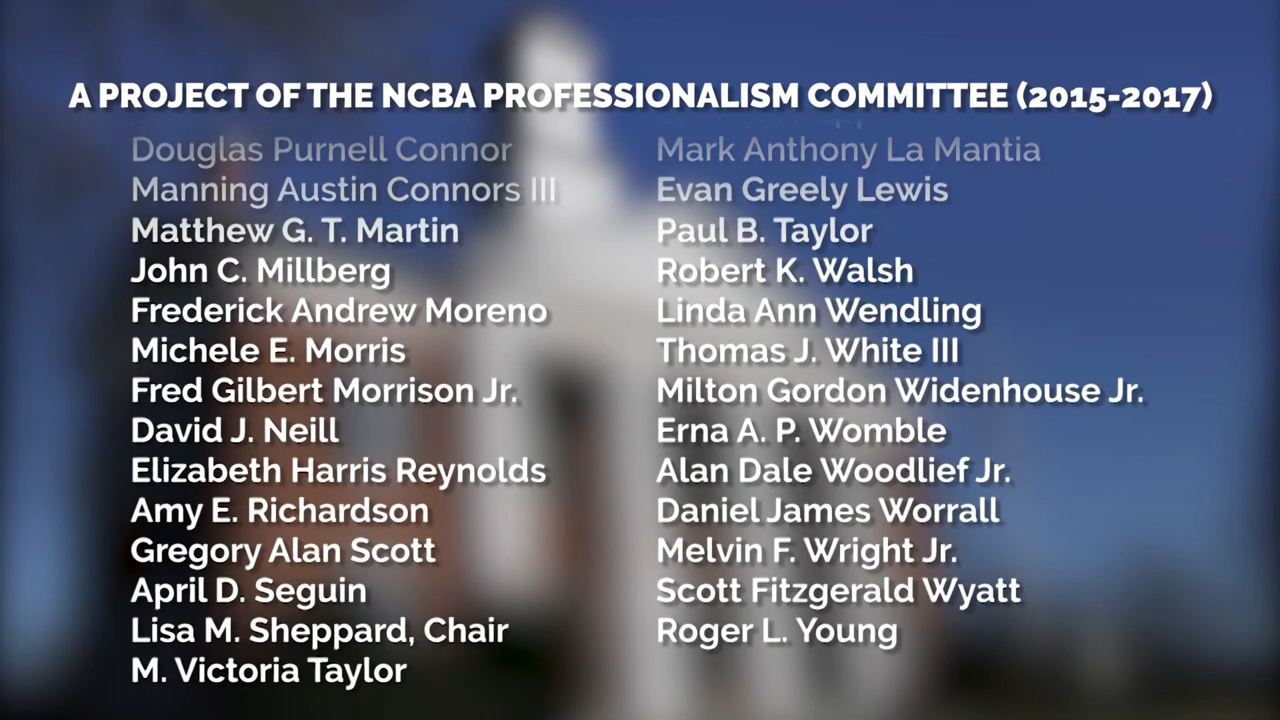 A PROJECT OF THE NCBA PROFESSIONALISM COMMITTEE (2015-2017)
Douglas Purnell Connor
Manning Austin Connors III
Matthew G. T. Martin
John C. Millberg
Frederick Andrew Moreno
Michele E. Morris
Fred Gilbert Morrison Jr.
David J. Neill
Elizabeth Harris Reynolds
Amy E. Richardson
Gregory Alan Scott
April D. Seguin
Lisa M. Sheppard, Chair
M. Victoria Taylor
Mark Anthony La Mantia
Evan Greely Lewis
Paul B. Taylor
Robert K. Walsh
Linda Ann Wendling
Thomas J. White III
Milton Gordon Widenhouse Jr.
Erna A. P. Womble
Alan Dale Woodlief Jr.
Daniel James Worrall
Melvin F. Wright Jr.
Scott Fitzgerald Wyatt
Roger L. Young